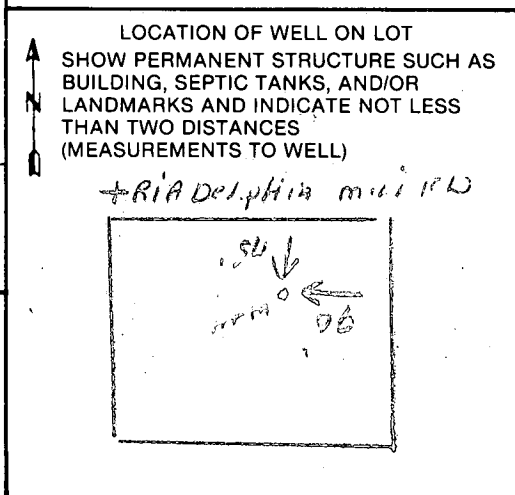 LOCATION OF WELL ON LOT
SHOW PERMANENT STRUCTURE SUCH AS
BUILDING, SEPTIC TANKS, AND/OR
N LANDMARKS AND INDICATE NOT LESS
THAN TWO DISTANCES
(MEASUREMENTS TO WELL)